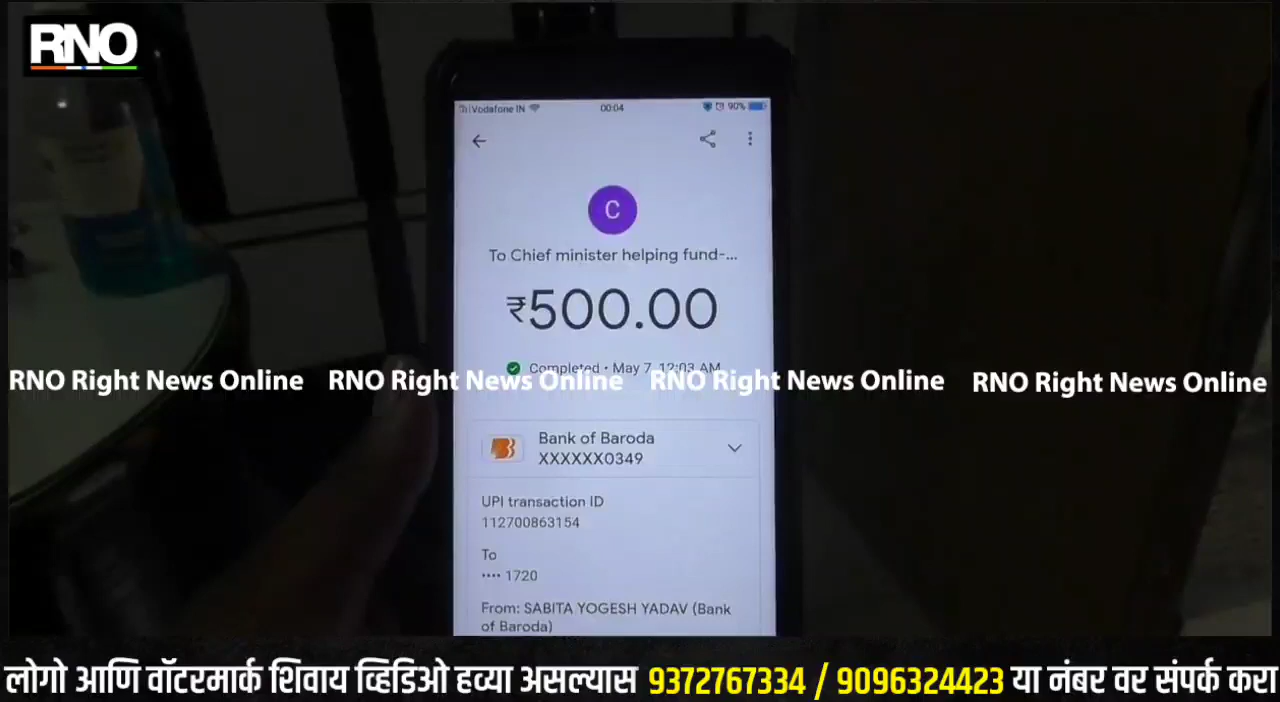 RNO
Vodafone IN 00:04 90%
C
To Chief minister helping fund-...
₹500.00
Completed • May 7, 12:03 AM
RNO Right News Online RNO Right News Online RNO Right News Online RNO Right News Online
Bank of Baroda
XXXXXX0349
UPI transaction ID
112700863154
To
•••• 1720
From: SABITA YOGESH YADAV (Bank
of Baroda)
लोगो आणि वॉटरमार्क शिवाय व्हिडिओ हव्या असल्यास 9372767334 / 9096324423 या नंबर वर संपर्क करा